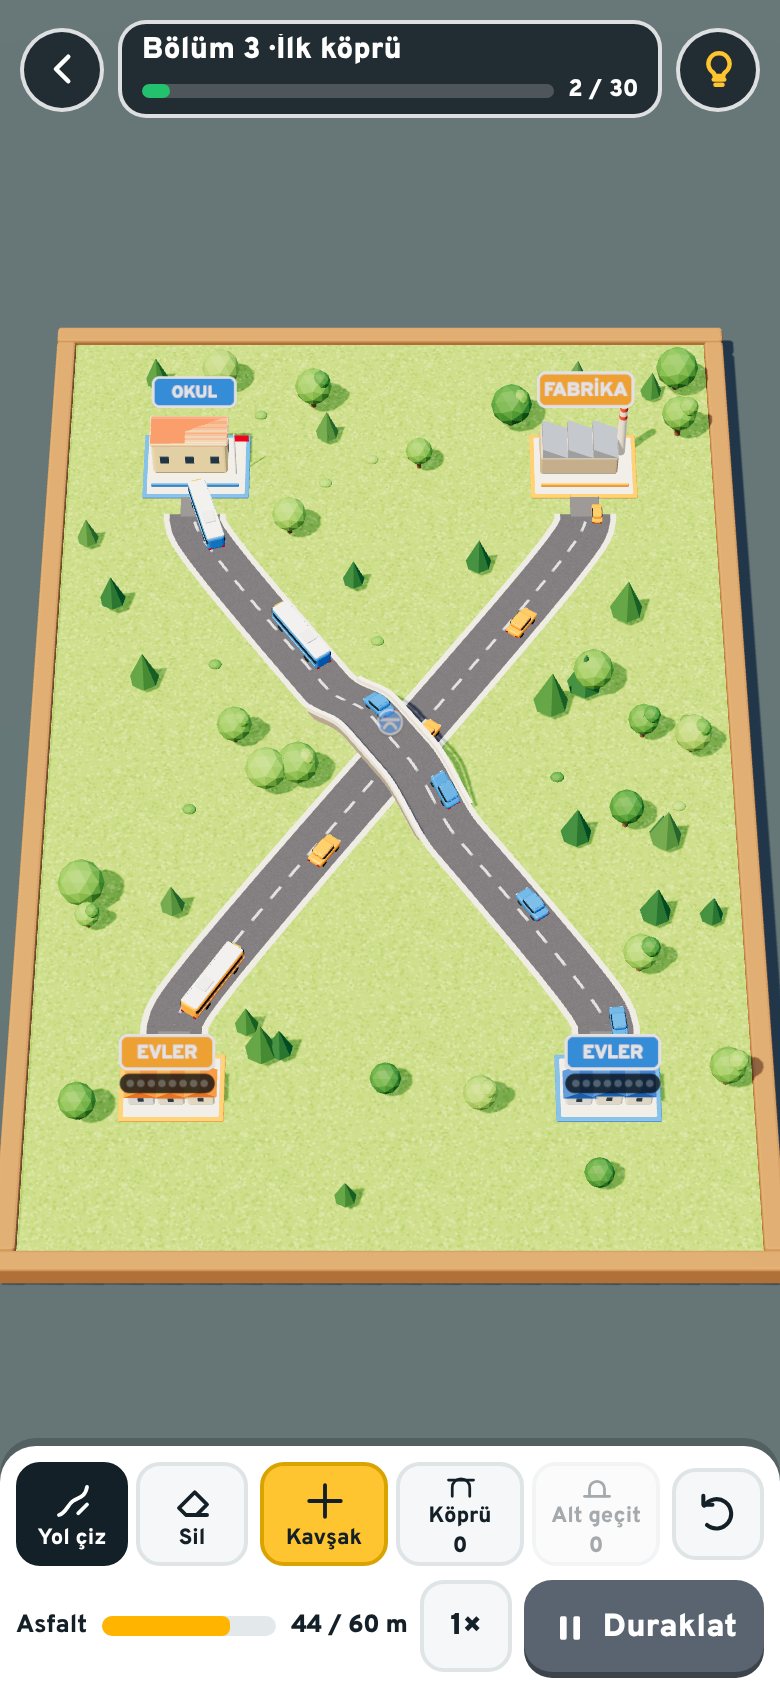 Bölüm 3 ·İlk köprü
2 / 30
OKUL
FABRİKA
EVLER
EVLER
Yol çiz
Sil
Kavşak
Köprü
0
Alt geçit
0
Asfalt
44 / 60 m
1×
Duraklat